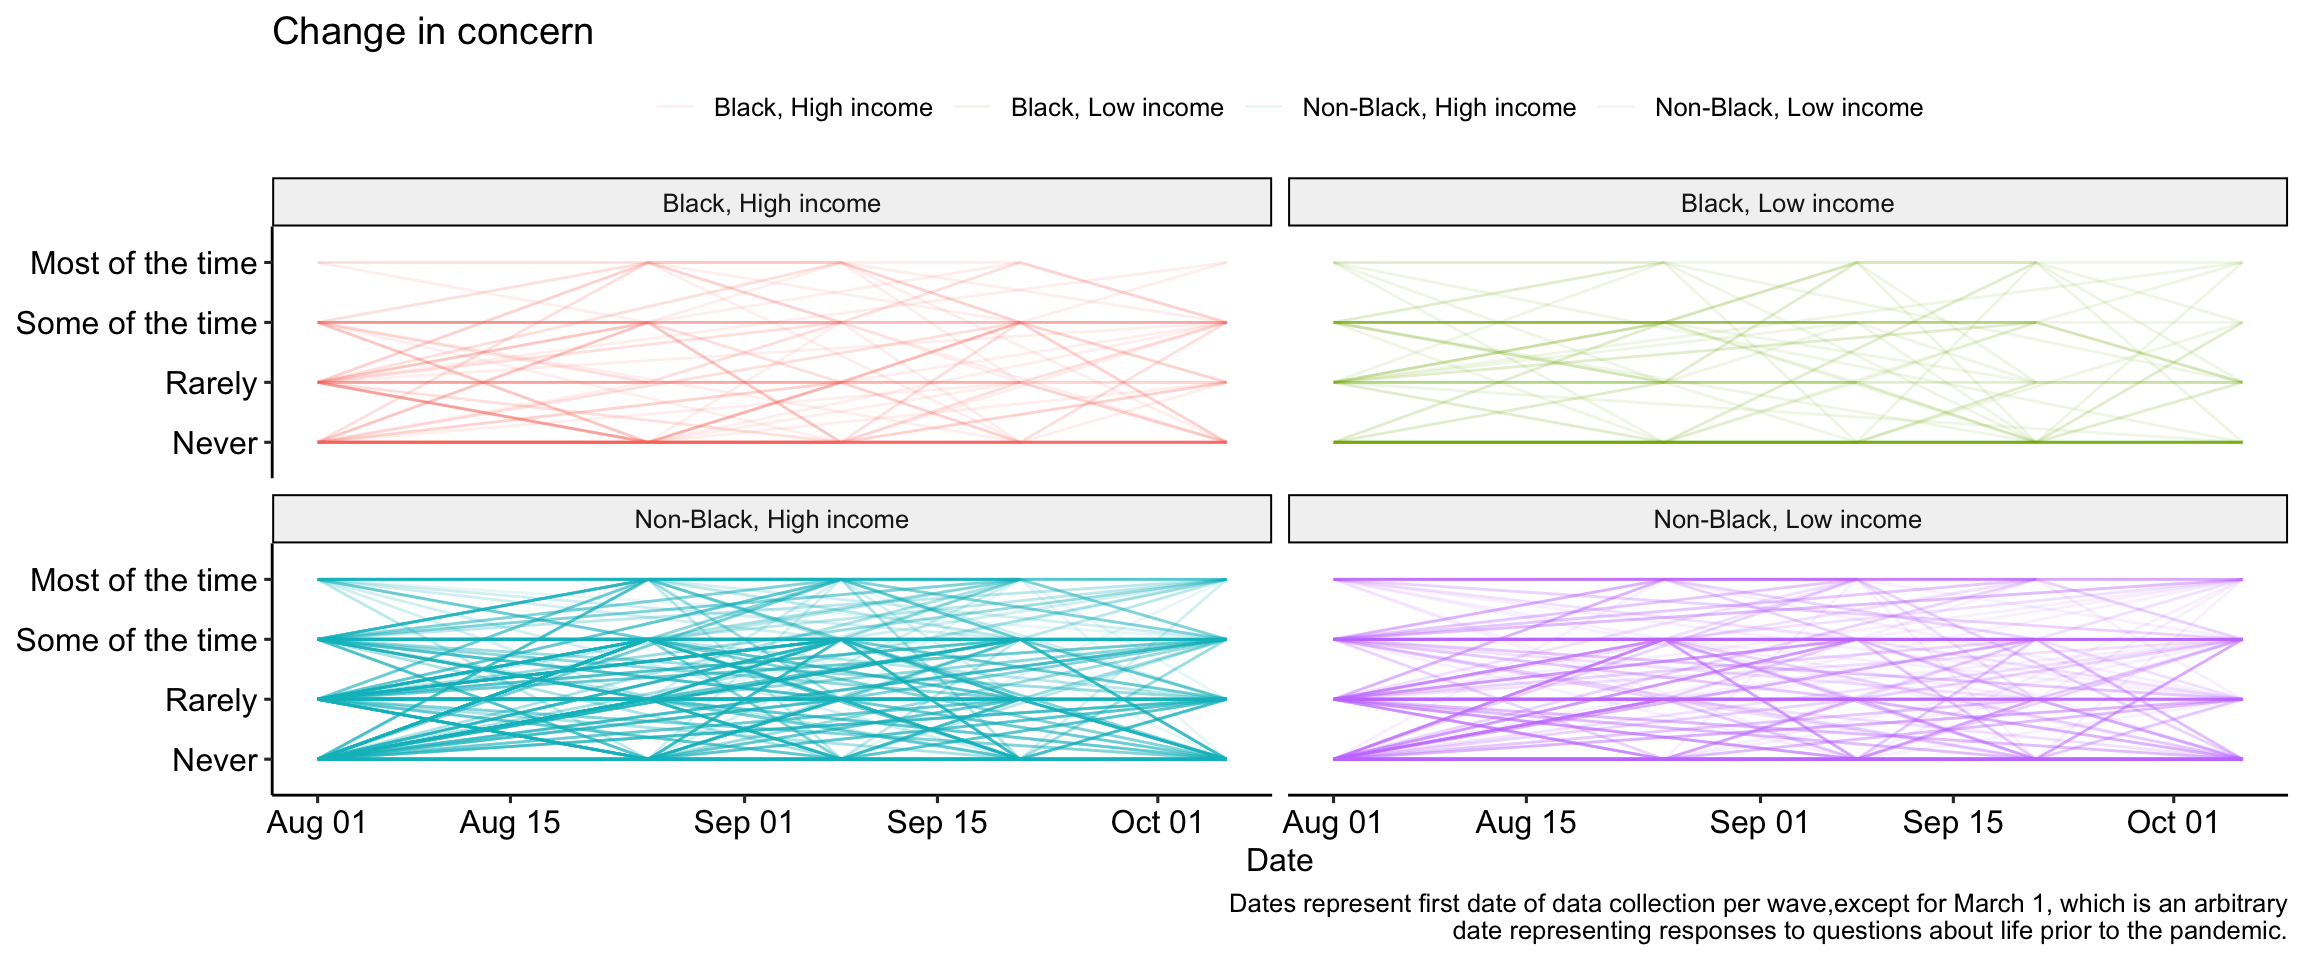 Change in concern
Black, High income Black, Low income Non-Black, High income Non-Black, Low income
Black, High income
Black, Low income
Most of the time
Some of the time
Rarely
Never
Non-Black, High income
Non-Black, Low income
Most of the time
Some of the time
Rarely
Never
Aug 01 Aug 15 Sep 01 Sep 15 Oct 01
Aug 01 Aug 15 Sep 01 Sep 15 Oct 01
Date
Dates represent first date of data collection per wave,except for March 1, which is an arbitrary
date representing responses to questions about life prior to the pandemic.